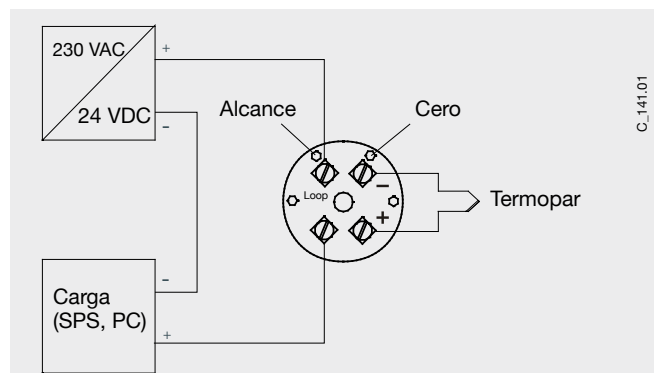 230 VAC
+
24 VDC
-
Alcance
Cero
C_141.01
Loop
-
+
Termopar
-
Carga
(SPS, PC)
+